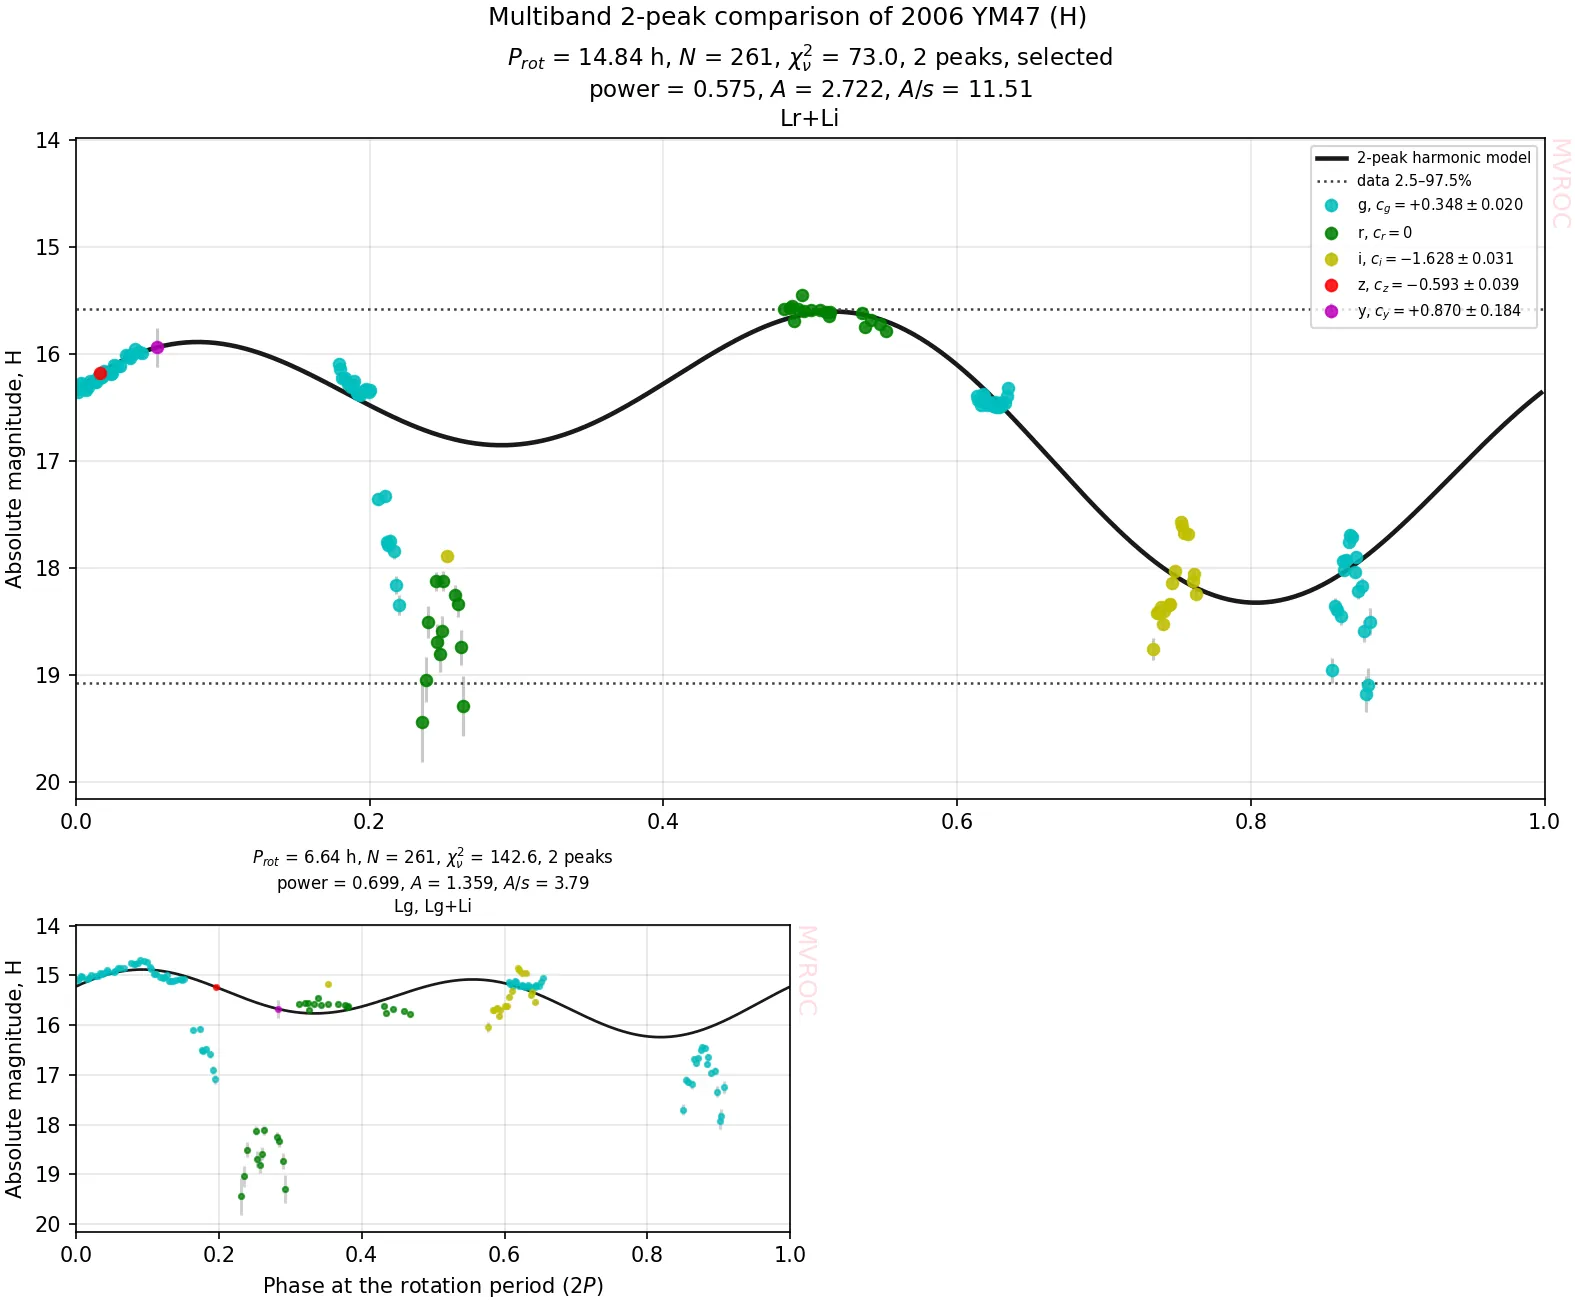 Multiband 2-peak comparison of 2006 YM47 (H)
P_rot = 14.84 h, N = 261, χ²_ν = 73.0, 2 peaks, selected
power = 0.575, A = 2.722, A/s = 11.51
Lr+Li
14
15
16
17
18
19
20
Absolute magnitude, H
0.0 0.2 0.4 0.6 0.8 1.0
2-peak harmonic model
data 2.5–97.5%
g, c_g = +0.348 ± 0.020
r, c_r = 0
i, c_i = −1.628 ± 0.031
z, c_z = −0.593 ± 0.039
y, c_y = +0.870 ± 0.184
MVROC
P_rot = 6.64 h, N = 261, χ²_ν = 142.6, 2 peaks
power = 0.699, A = 1.359, A/s = 3.79
Lg, Lg+Li
14
15
16
17
18
19
20
Absolute magnitude, H
0.0 0.2 0.4 0.6 0.8 1.0
Phase at the rotation period (2P)
MVROC